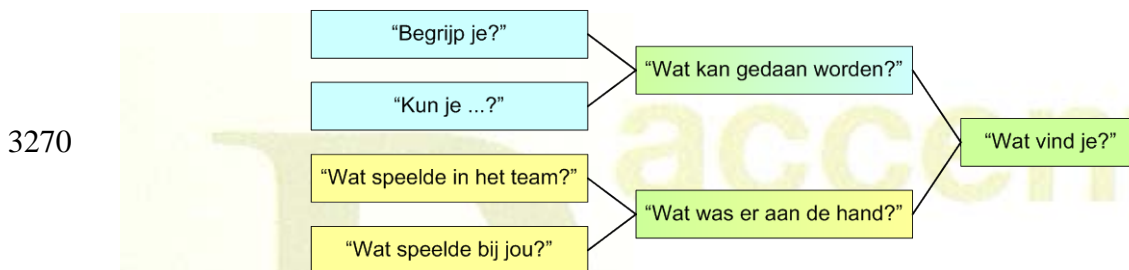 “Begrijp je?”
“Wat kan gedaan worden?”
“Kun je ...?”
3270
accen
“Wat vind je?”
“Wat speelde in het team?”
“Wat was er aan de hand?”
“Wat speelde bij jou?”